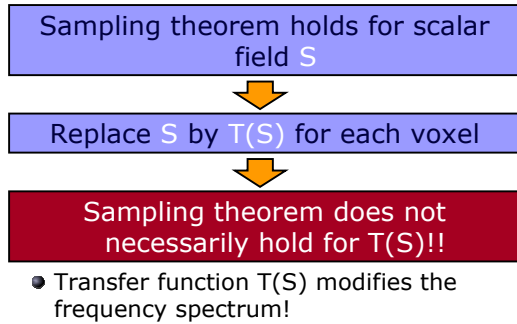 Sampling theorem holds for scalar
field S
Replace S by T(S) for each voxel
Sampling theorem does not
necessarily hold for T(S)!!
Transfer function T(S) modifies the
frequency spectrum!